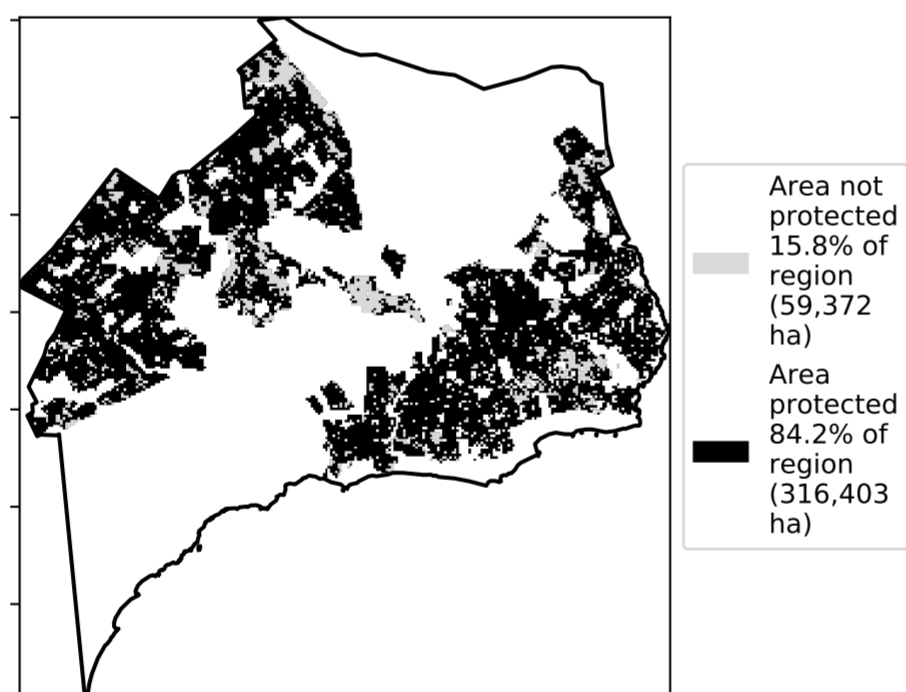 Area not
protected
15.8% of
region
(59,372
ha)
Area
protected
84.2% of
region
(316,403
ha)